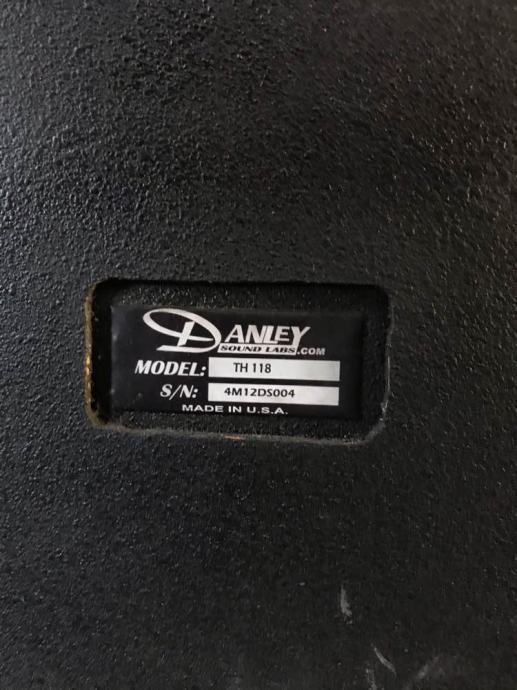 DANLEY
SOUND LABS.COM
MODEL: TH 118
S/N: 4M12DS004
MADE IN U.S.A.